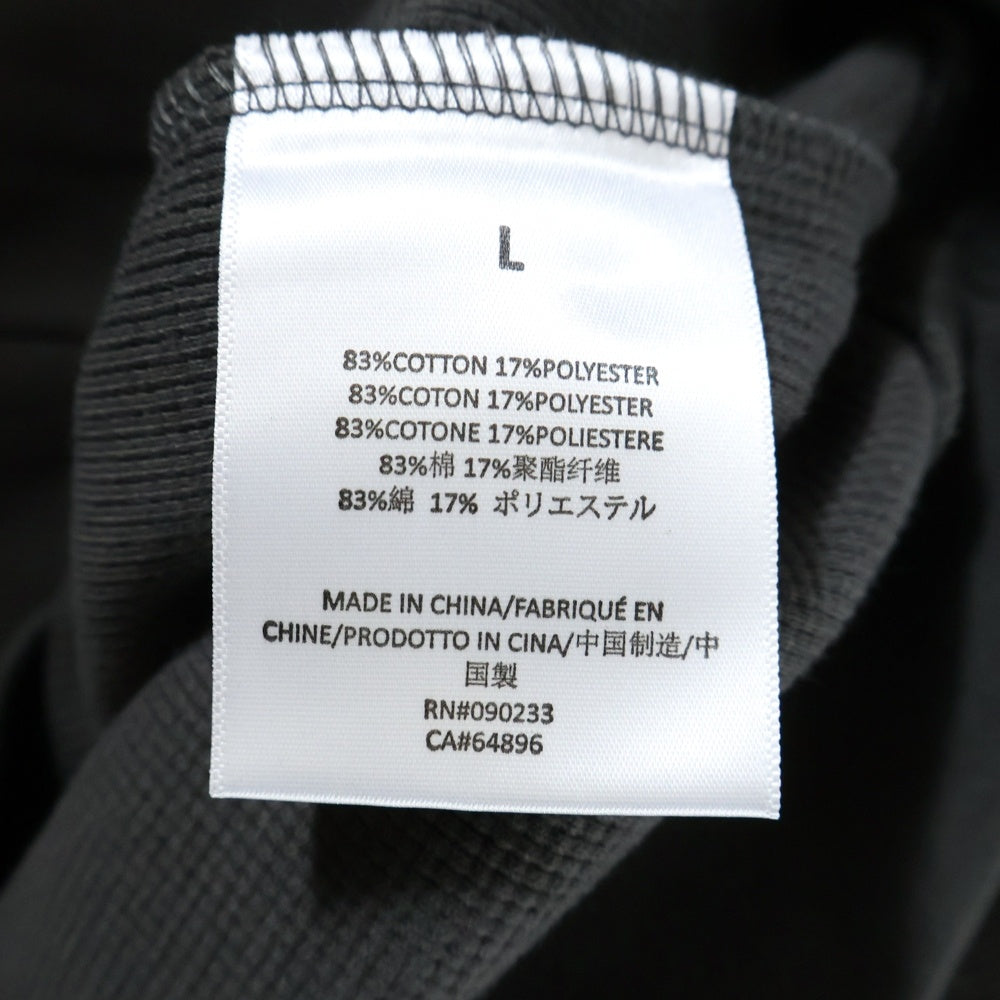 L
83%COTTON 17%POLYESTER
83%COTON 17%POLYESTER
83%COTONE 17%POLIESTERE
83%棉 17%聚酯纤维
83%綿 17% ポリエステル
MADE IN CHINA/FABRIQUÉ EN
CHINE/PRODOTTO IN CINA/中国制造/中
国製
RN#090233
CA#64896